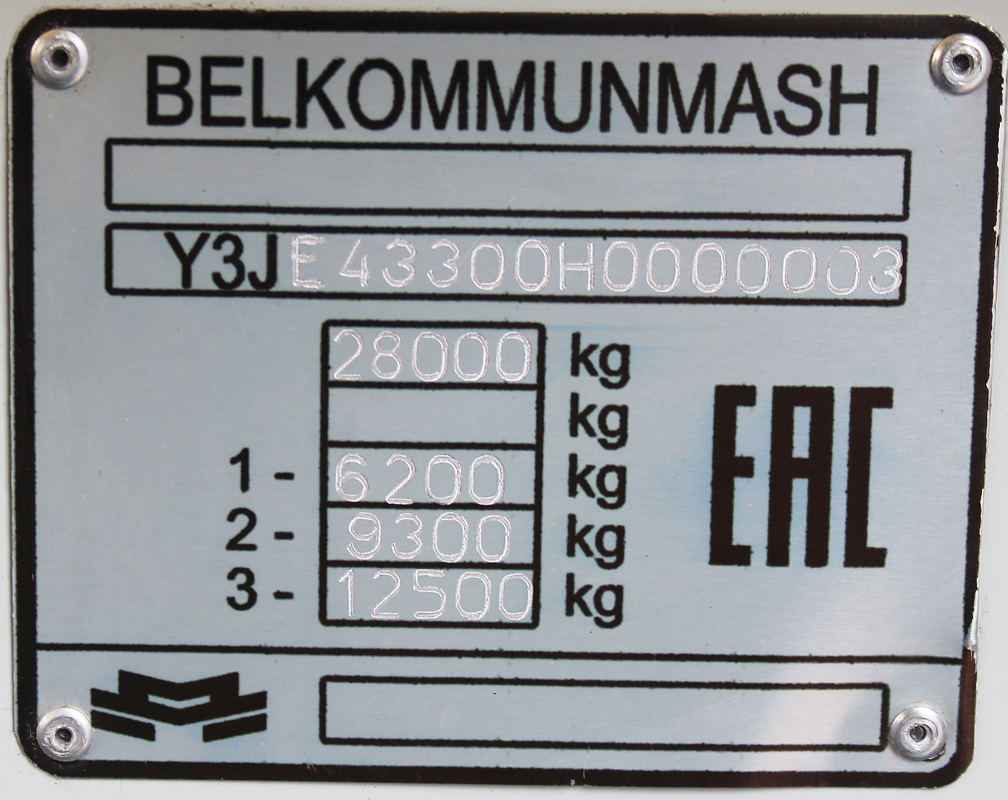 BELKOMMUNMASH
Y3JE43300H0000003
28000 kg
kg
1 - 6200 kg
2 - 9300 kg
3 - 12500 kg
EAC